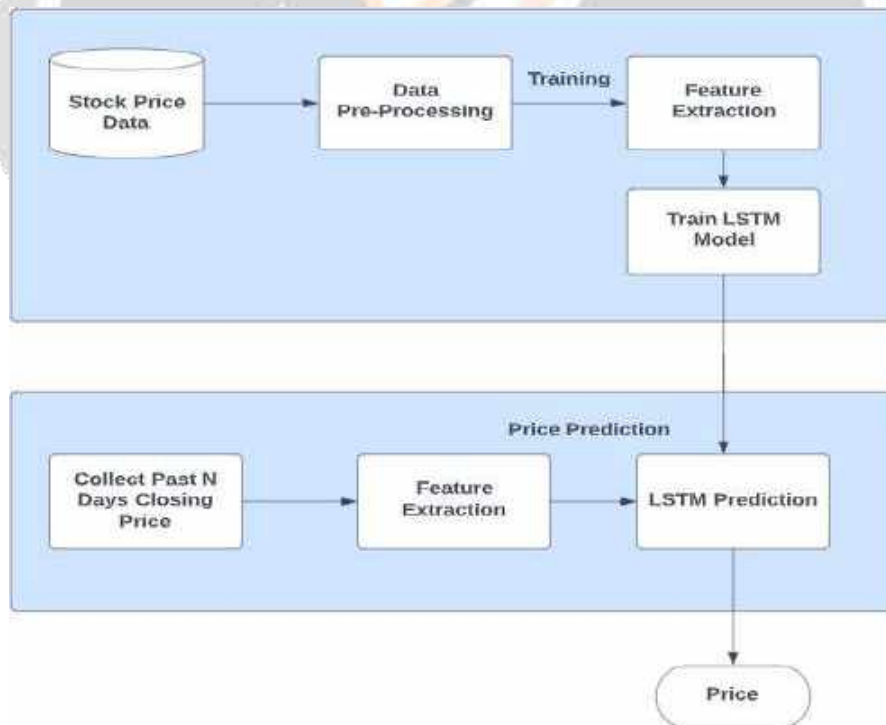 Stock Price
Data
Data
Pre-Processing
Training
Feature
Extraction
Train LSTM
Model
Price Prediction
Collect Past N
Days Closing
Price
Feature
Extraction
LSTM Prediction
Price